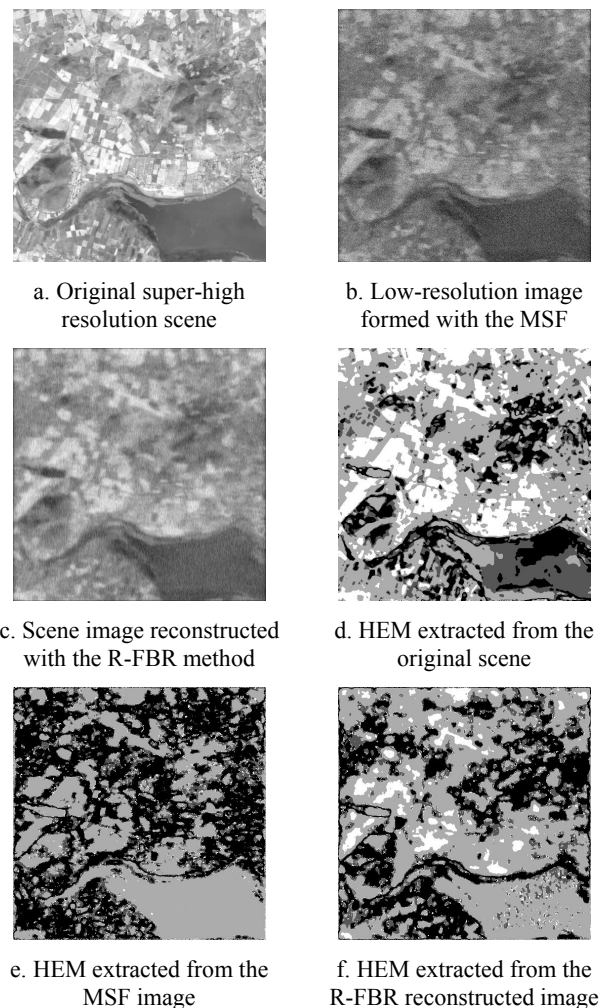 a. Original super-high
resolution scene
b. Low-resolution image
formed with the MSF
c. Scene image reconstructed
with the R-FBR method
d. HEM extracted from the
original scene
e. HEM extracted from the
MSF image
f. HEM extracted from the
R-FBR reconstructed image